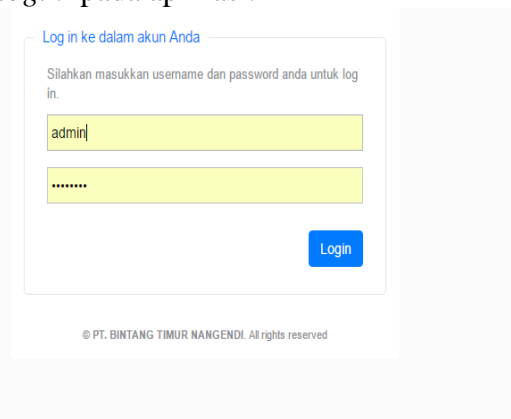 Log in ke dalam akun Anda
Silahkan masukkan username dan password anda untuk log
in.
admin
••••••••
Login
© PT. BINTANG TIMUR NANGENDI. All rights reserved